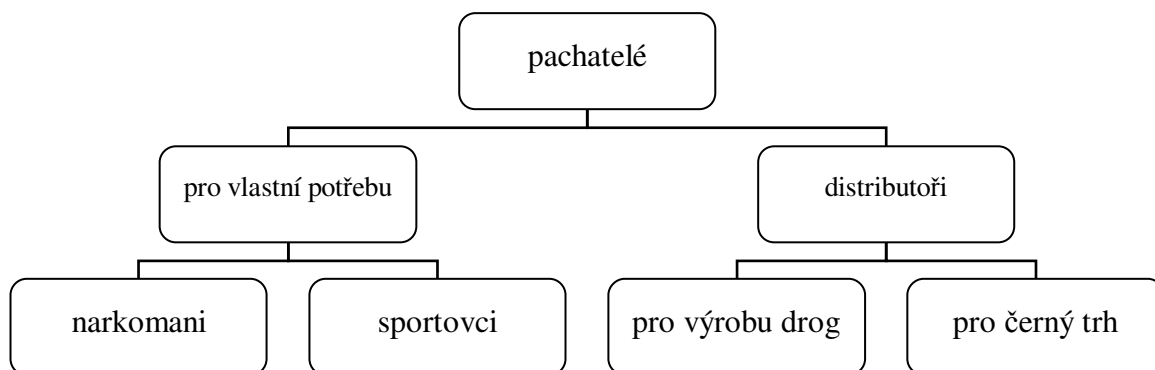 pachatelé
pro vlastní potřebu
distributoři
narkomani
sportovci
pro výrobu drog
pro černý trh